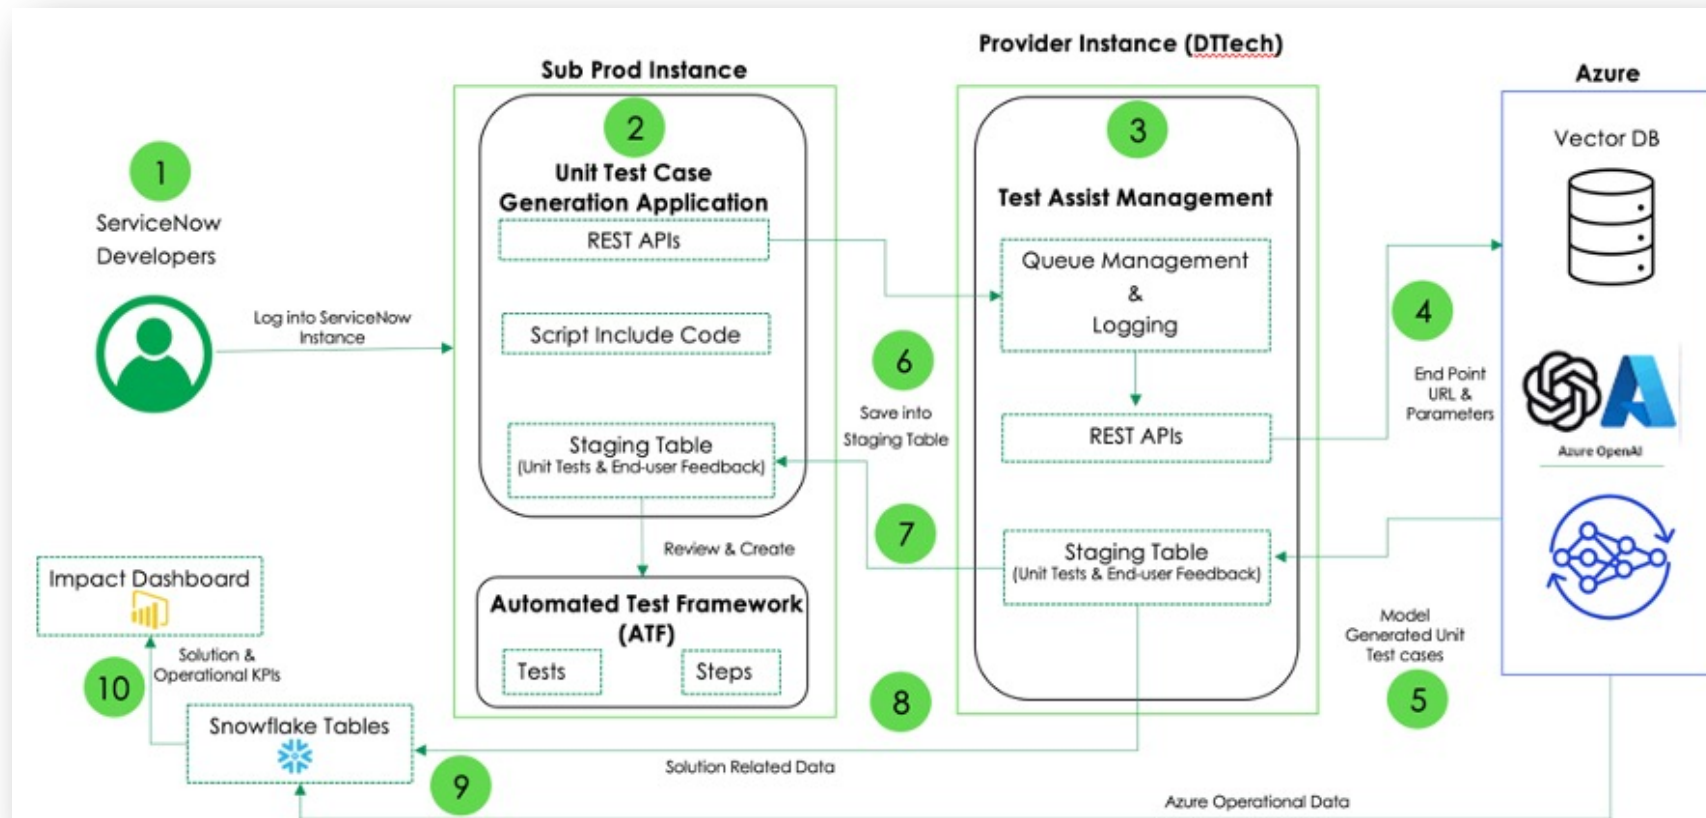 Provider Instance (DTTech)
Sub Prod Instance
Azure
1
ServiceNow
Developers
Log into ServiceNow
Instance
2
Unit Test Case
Generation Application
REST APIs
Script Include Code
Staging Table
(Unit Tests & End-user Feedback)
Review & Create
Automated Test Framework
(ATF)
Tests
Steps
3
Test Assist Management
Queue Management
&
Logging
REST APIs
Staging Table
(Unit Tests & End-user Feedback)
4
End Point
URL &
Parameters
Vector DB
Azure OpenAI
Model
Generated Unit
Test cases
5
6
Save into
Staging Table
7
8
Solution Related Data
9
Azure Operational Data
Snowflake Tables
10
Solution &
Operational KPIs
Impact Dashboard